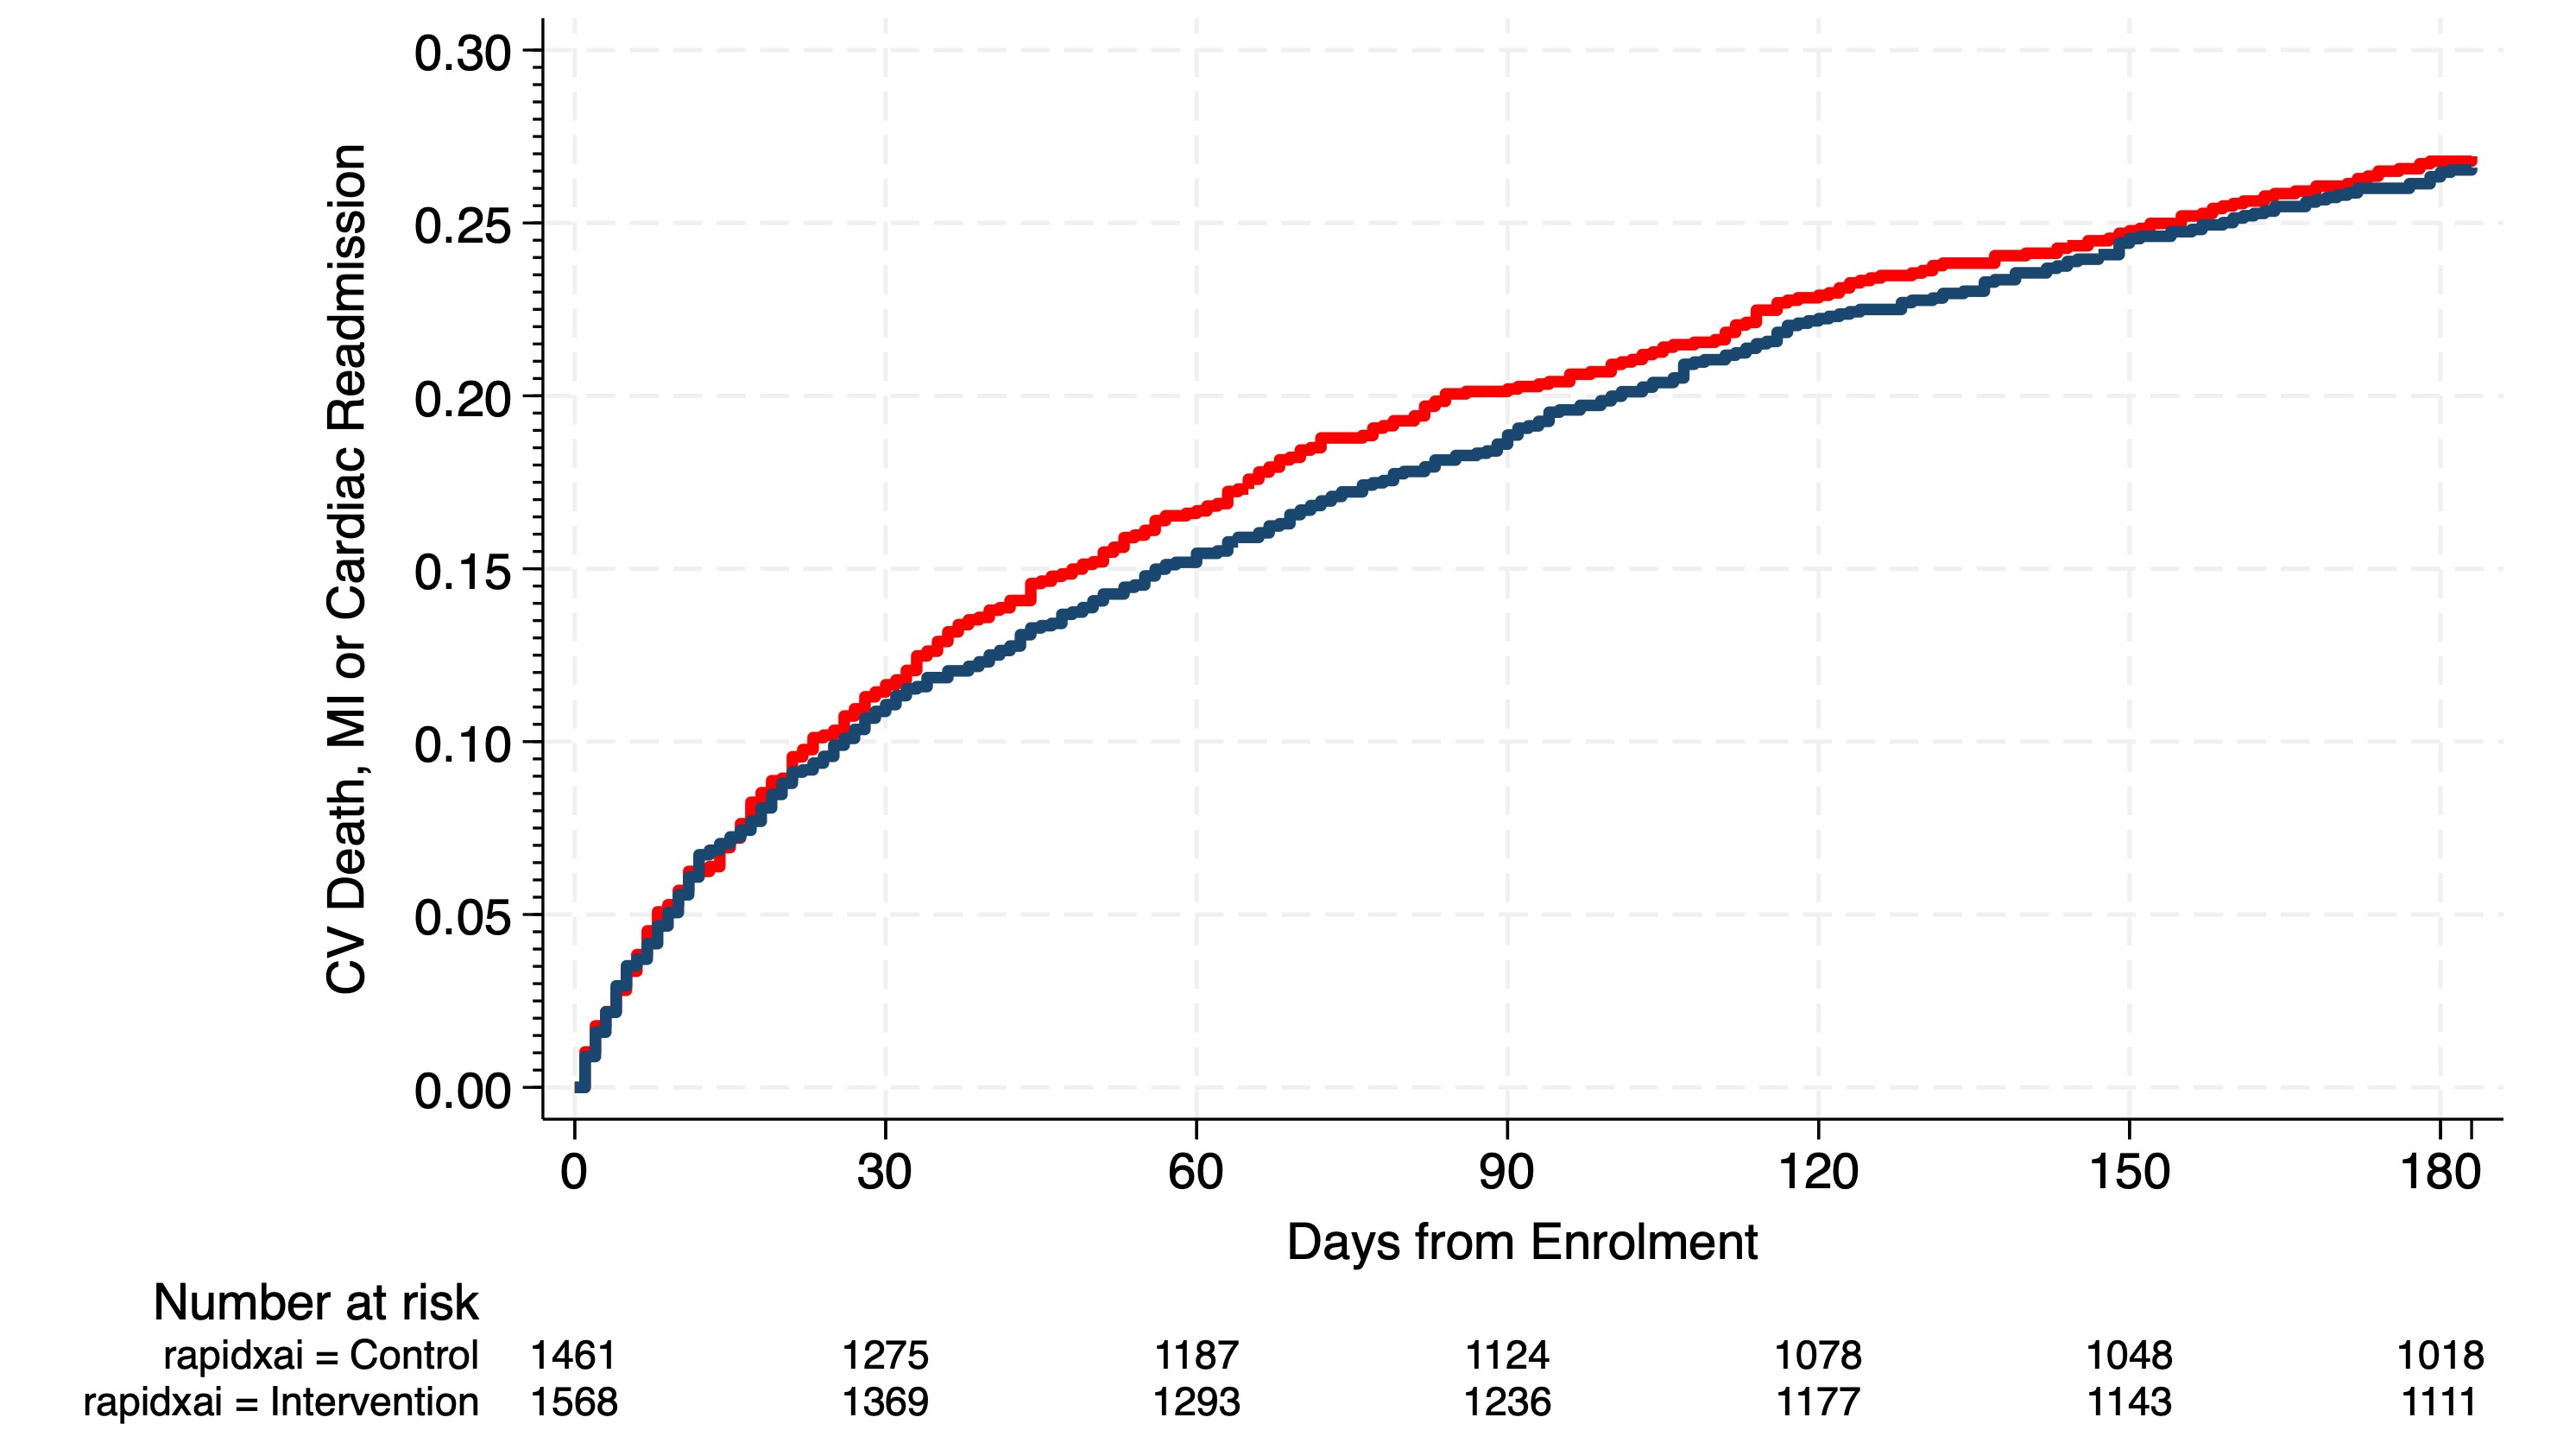 0.30
0.25
0.20
0.15
0.10
0.05
0.00
CV Death, MI or Cardiac Readmission
0 30 60 90 120 150 180
Days from Enrolment
Number at risk
rapidxai = Control 1461 1275 1187 1124 1078 1048 1018
rapidxai = Intervention 1568 1369 1293 1236 1177 1143 1111